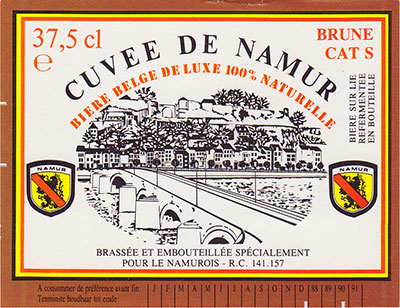 37,5 cl
e
BRUNE
CAT S
CUVEE DE NAMUR
BIERE BELGE DE LUXE 100% NATURELLE
BIERE SUR LIE
REFERMENTEE
EN BOUTEILLE
NAMUR
NAMUR
BRASSÉE ET EMBOUTEILLÉE SPÉCIALEMENT
POUR LE NAMUROIS - R.C. 141.157
A consommer de préférence avant fin:
Tenminste houdbaar tot einde:
J F M A M J J A S O N D 88 89 90 91